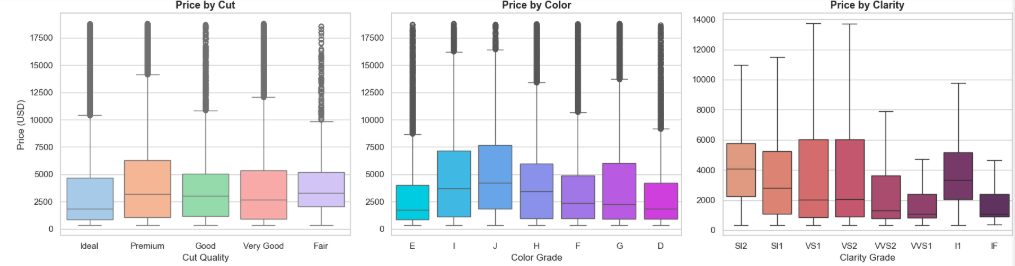 Price by Cut
Price (USD)
17500
15000
12500
10000
7500
5000
2500
0
Ideal Premium Good Very Good Fair
Cut Quality
Price by Color
17500
15000
12500
10000
7500
5000
2500
0
E I J H F G D
Color Grade
Price by Clarity
14000
12000
10000
8000
6000
4000
2000
0
SI2 SI1 VS1 VS2 VVS2 VVS1 I1 IF
Clarity Grade